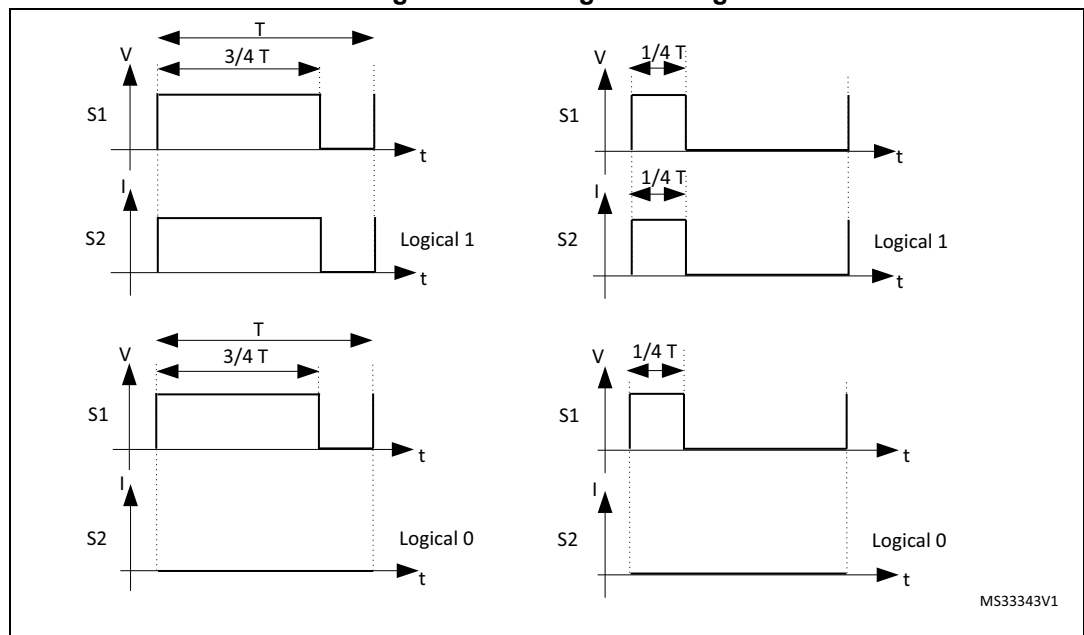 T
3/4 T
V
S1
t
I
S2
Logical 1
t
1/4 T
V
S1
t
1/4 T
I
S2
Logical 1
t
T
3/4 T
V
S1
t
I
S2
Logical 0
t
1/4 T
V
S1
t
I
S2
Logical 0
t
MS33343V1